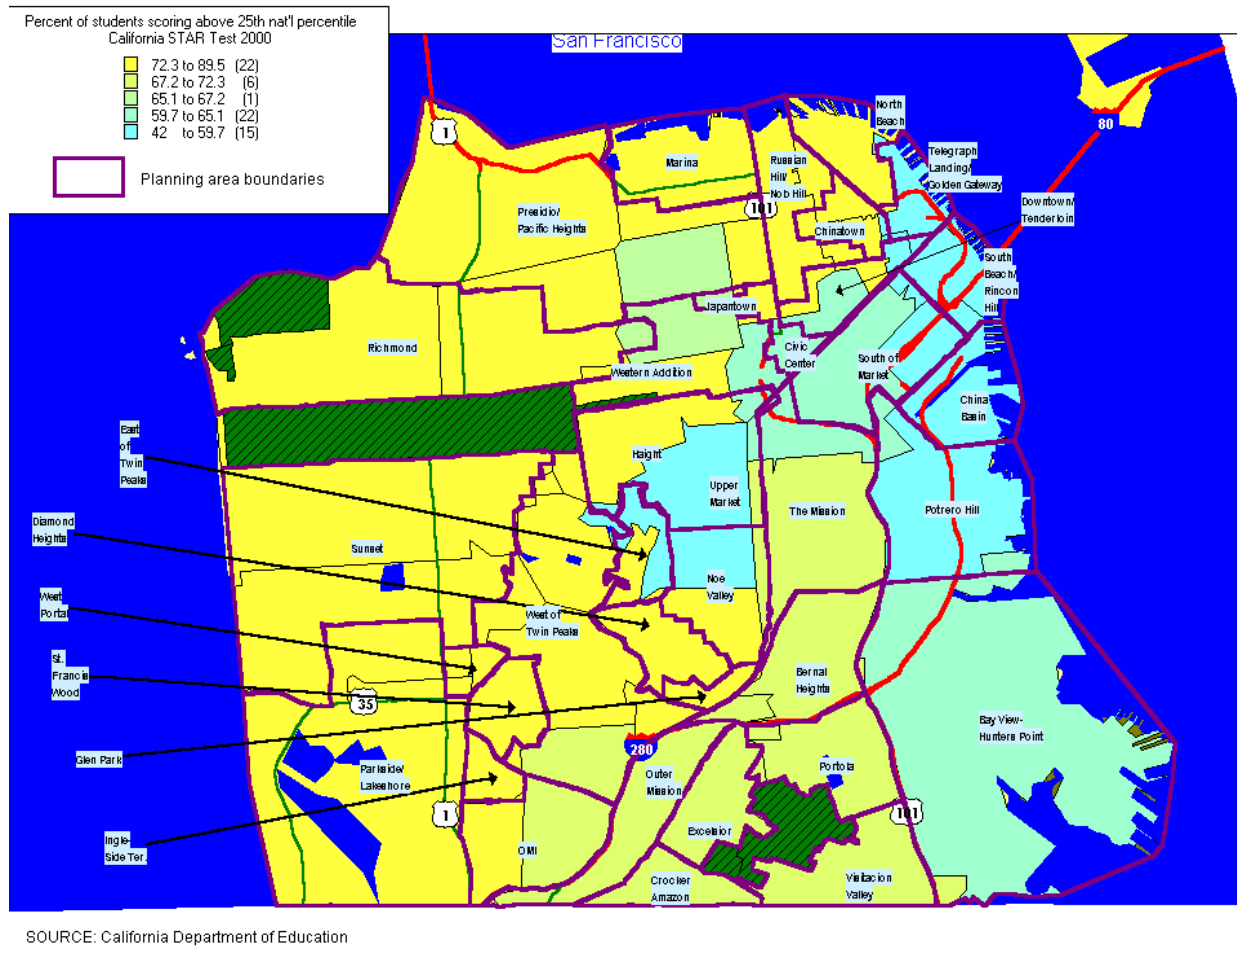 Percent of students scoring above 25th nat'l percentile
California STAR Test 2000
72.3 to 89.5 (22)
67.2 to 72.3 (6)
65.1 to 67.2 (1)
59.7 to 65.1 (22)
42 to 59.7 (15)
Planning area boundaries
San Francisco
North
Beach
80
1
Marina
Russian
Hill/
Nob Hill
Telegraph
Landing/
Golden Gateway
Downtown/
Tenderloin
101
Presidio/
Pacific Heights
Chinatown
South
Beach/
Rincon
Hill
Japantown
Richmond
Civic
Center
South of
Market
Western Addition
China
Basin
East
of
Twin
Peaks
Haight
Upper
Market
The Mission
Potrero Hill
Diamond
Heights
Sunset
Noe
Valley
West
Portal
West of
Twin Peaks
St.
Francis
Wood
Bernal
Heights
35
Bay View-
Hunters Point
Glen Park
280
Parkside/
Lakeshore
Outer
Mission
Portola
1
101
Excelsior
Ingle-
Side Ter.
OMI
Crocker
Amazon
Visitacion
Valley
SOURCE: California Department of Education